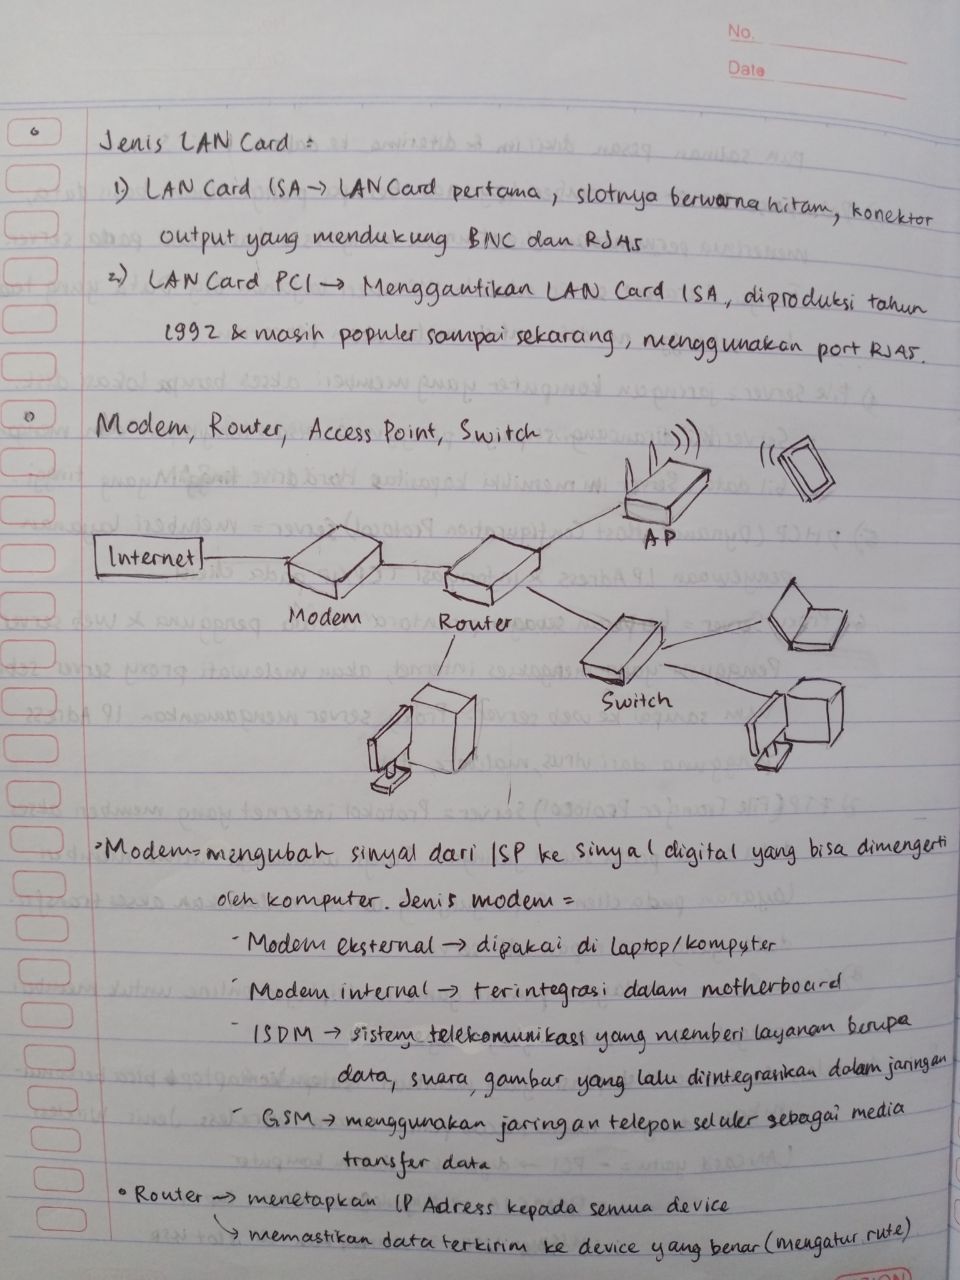 No.
Date
Jenis LAN Card =
1) LAN Card ISA → LAN Card pertama, slotnya berwarna hitam, konektor
output yang mendukung BNC dan RJ45
2) LAN Card PCI → Menggantikan LAN Card ISA, diproduksi tahun
1992 & masih populer sampai sekarang, menggunakan port RJ45.
Modem, Router, Access Point, Switch
AP
Internet
Modem
Router
Switch
Modem = mengubah sinyal dari ISP ke sinyal digital yang bisa dimengerti
oleh komputer. Jenis modem =
- Modem eksternal → dipakai di laptop/komputer
- Modem internal → terintegrasi dalam motherboard
- ISDM → sistem telekomunikasi yang memberi layanan berupa
data, suara, gambar yang lalu diintegrasikan dalam jaringan
- GSM → menggunakan jaringan telepon seluler sebagai media
transfer data
• Router → menetapkan IP Adress kepada semua device
↳ memastikan data terkirim ke device yang benar (mengatur rute)